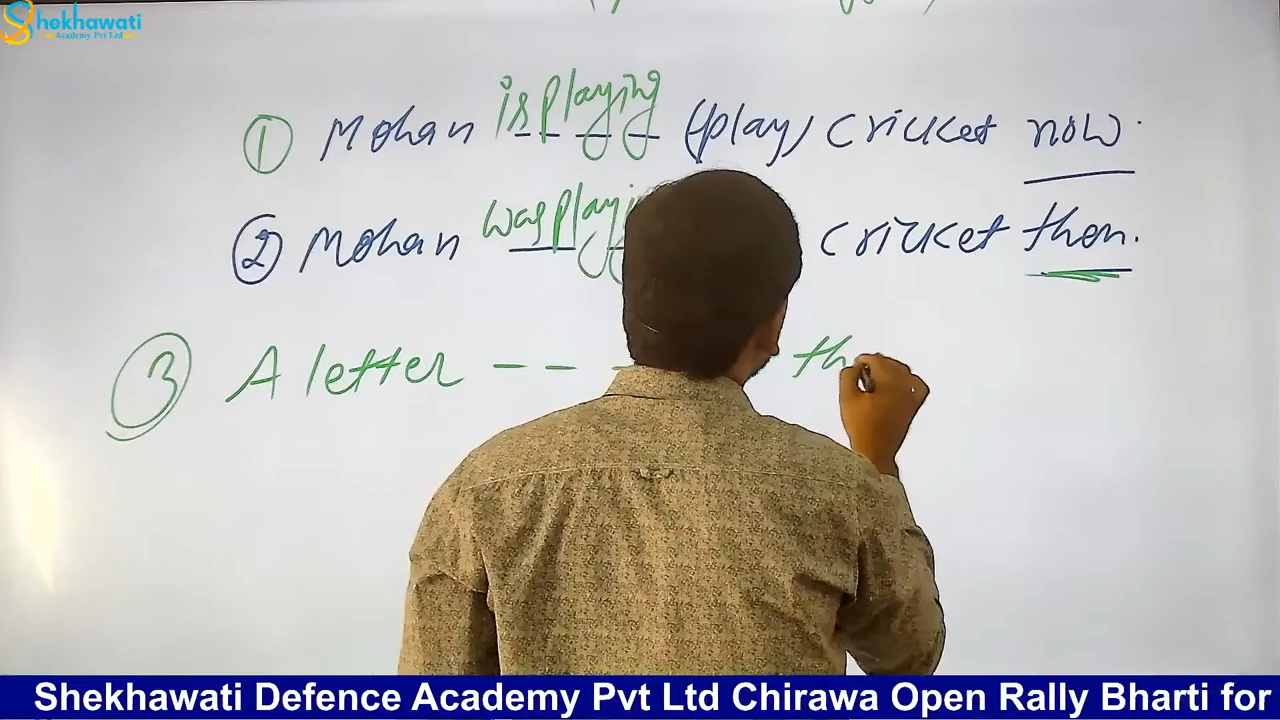 Shekhawati
Academy Pvt Ltd
① Mohan is playing (play) cricket now.
② Mohan was playi cricket then.
③ A letter - - - th
Shekhawati Defence Academy Pvt Ltd Chirawa Open Rally Bharti for